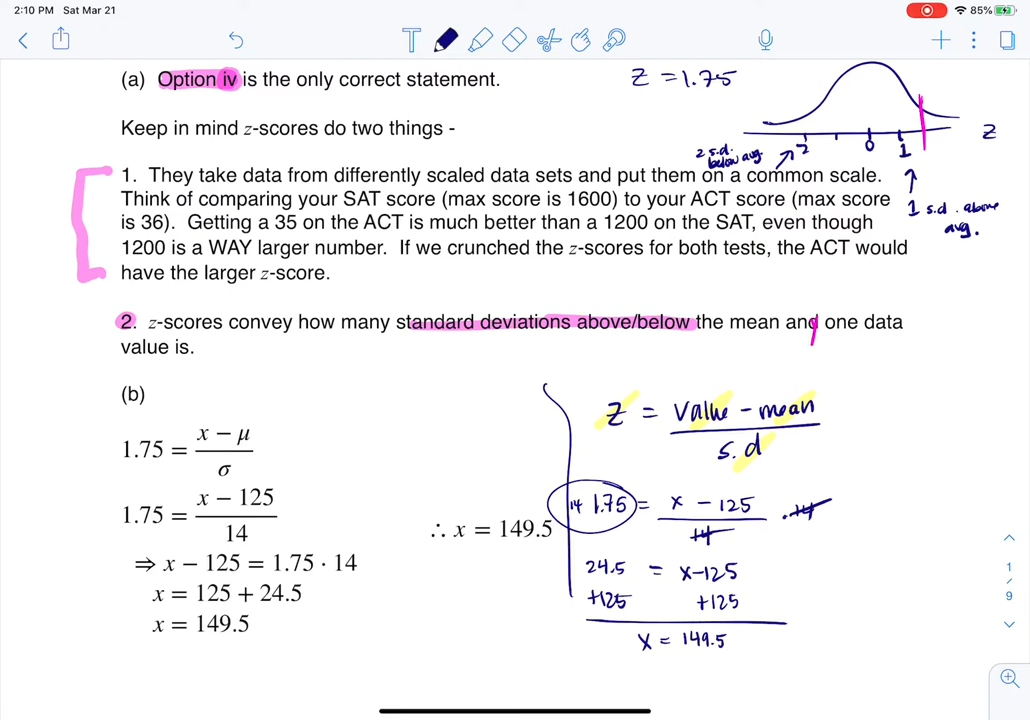 2:10 PM Sat Mar 21
85%
T
(a) Option iv is the only correct statement.
Z = 1.75
Keep in mind z-scores do two things -
-2 0 1 Z
2 s.d.
below avg.
1 s.d. above
avg.
1. They take data from differently scaled data sets and put them on a common scale.
Think of comparing your SAT score (max score is 1600) to your ACT score (max score
is 36). Getting a 35 on the ACT is much better than a 1200 on the SAT, even though
1200 is a WAY larger number. If we crunched the z-scores for both tests, the ACT would
have the larger z-score.
2. z-scores convey how many standard deviations above/below the mean and one data
value is.
(b)
1.75 = x − μ / σ
1.75 = x − 125 / 14
⇒ x − 125 = 1.75 · 14
x = 125 + 24.5
x = 149.5
∴ x = 149.5
Z = value - mean / s.d
14 1.75 = x - 125 / 14 · 14
24.5 = x-125
+125 +125
x = 149.5
1
/
9